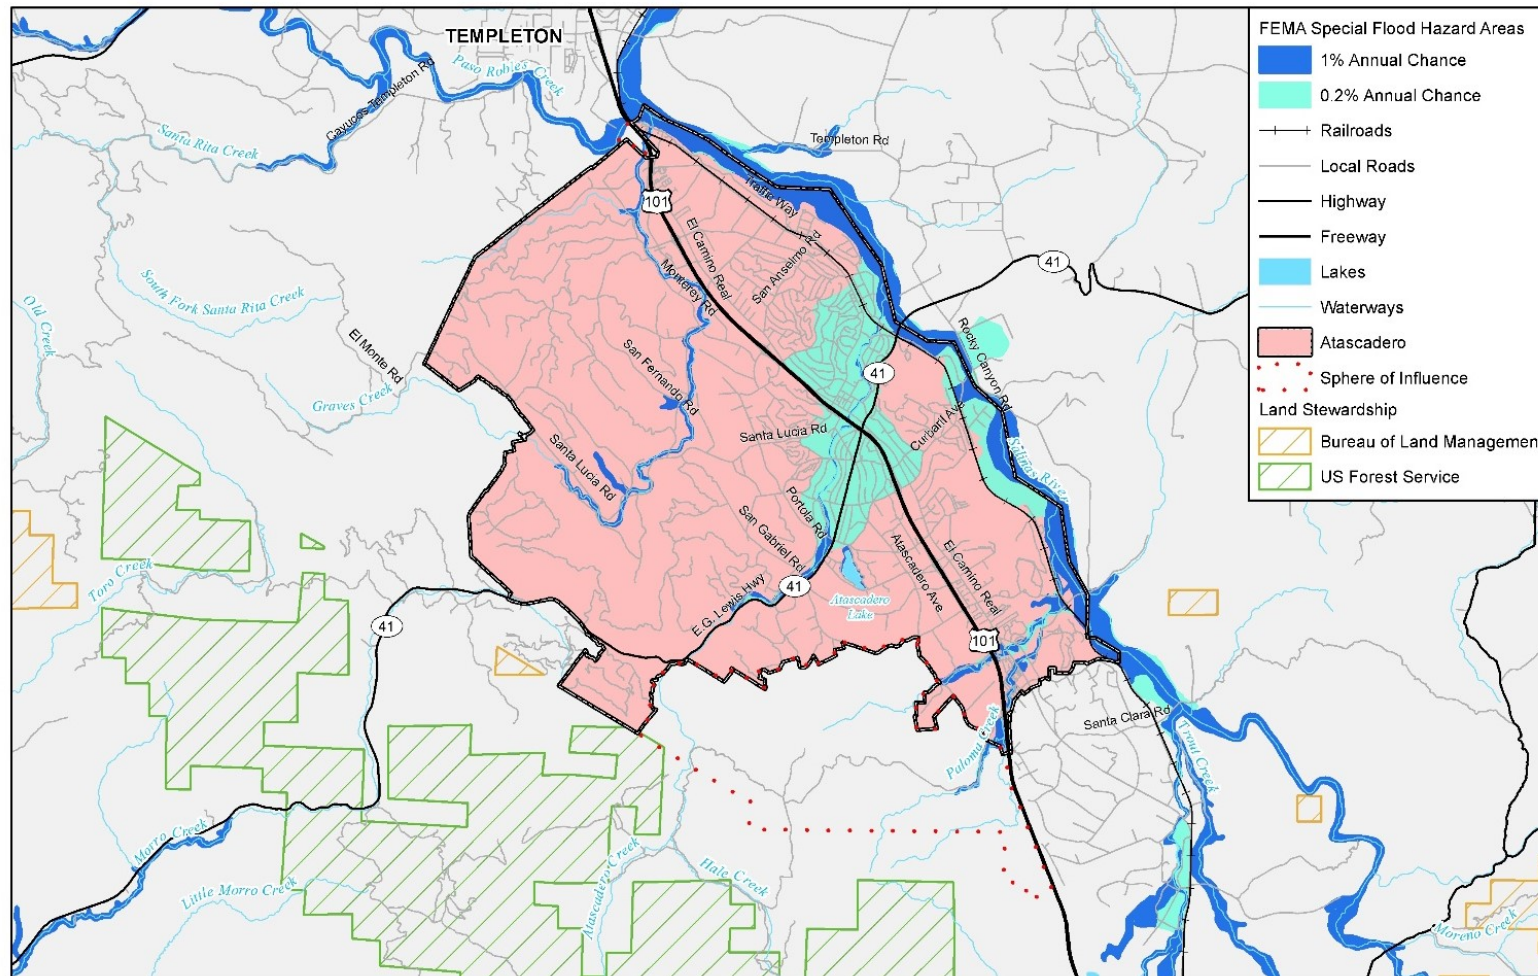 TEMPLETON
Paso Robles Creek
Cayucos Templeton Rd
Santa Rita Creek
Templeton Rd
101
Traffic Way
El Camino Real
San Anselmo Rd
Monterey Rd
41
South Fork Santa Rita Creek
Old Creek
El Monte Rd
Graves Creek
San Fernando Rd
Rocky Canyon Rd
41
Santa Lucia Rd
Curbaril Ave
Santa Lucia Rd
Salinas River
Portola Rd
San Gabriel Rd
Atascadero Ave
El Camino Real
Toro Creek
41
E.G. Lewis Hwy
41
Atascadero
Lake
101
Santa Clara Rd
Paloma Creek
Trout Creek
Morro Creek
Little Morro Creek
Atascadero Creek
Hale Creek
Moreno Creek
FEMA Special Flood Hazard Areas
1% Annual Chance
0.2% Annual Chance
Railroads
Local Roads
Highway
Freeway
Lakes
Waterways
Atascadero
Sphere of Influence
Land Stewardship
Bureau of Land Managemen
US Forest Service